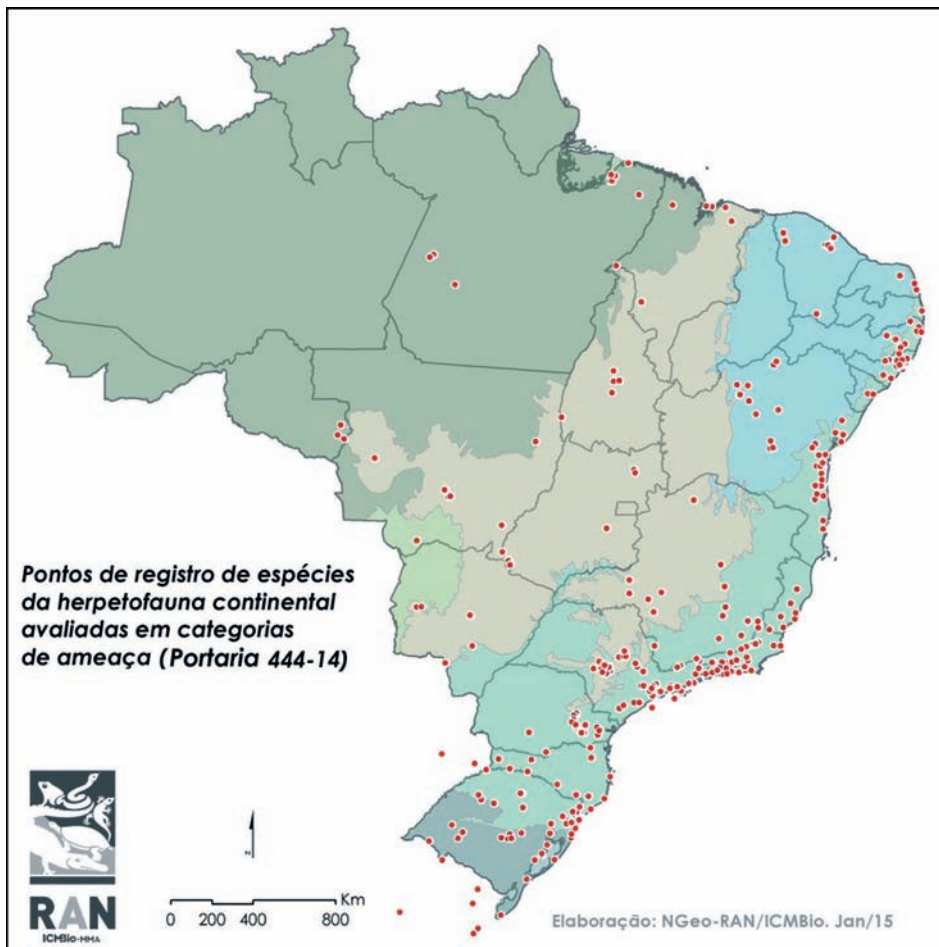 Pontos de registro de espécies
da herpetofauna continental
avaliadas em categorias
de ameaça (Portaria 444-14)
N
Km
0 200 400 800
RAN
ICMBio-MMA
Elaboração: NGeo-RAN/ICMBio. Jan/15